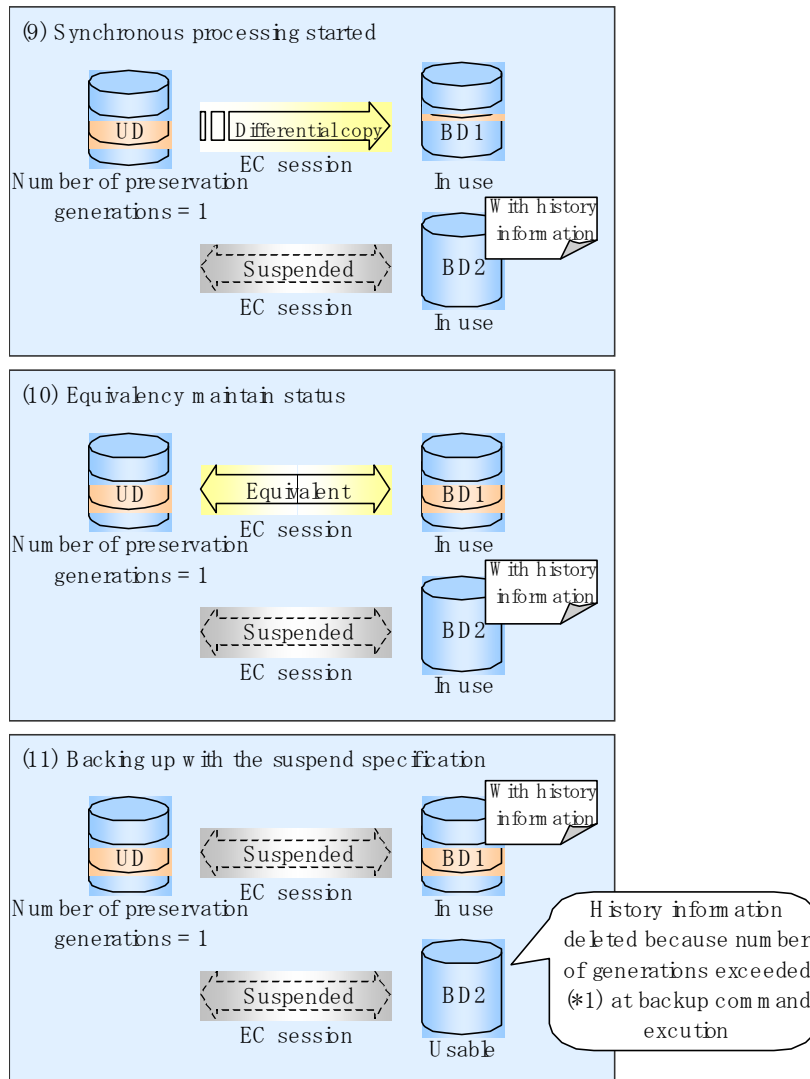 (9) Synchronous processing started
UD
Differential copy
BD1
EC session
Number of preservation
generations = 1
In use
With history
information
Suspended
BD2
EC session
In use
(10) Equivalency maintain status
UD
Equivalent
BD1
EC session
Number of preservation
generations = 1
In use
With history
information
Suspended
BD2
EC session
In use
(11) Backing up with the suspend specification
With history
information
UD
Suspended
BD1
EC session
Number of preservation
generations = 1
In use
History information
deleted because number
of generations exceeded
(*1) at backup command
excution
Suspended
BD2
EC session
Usable